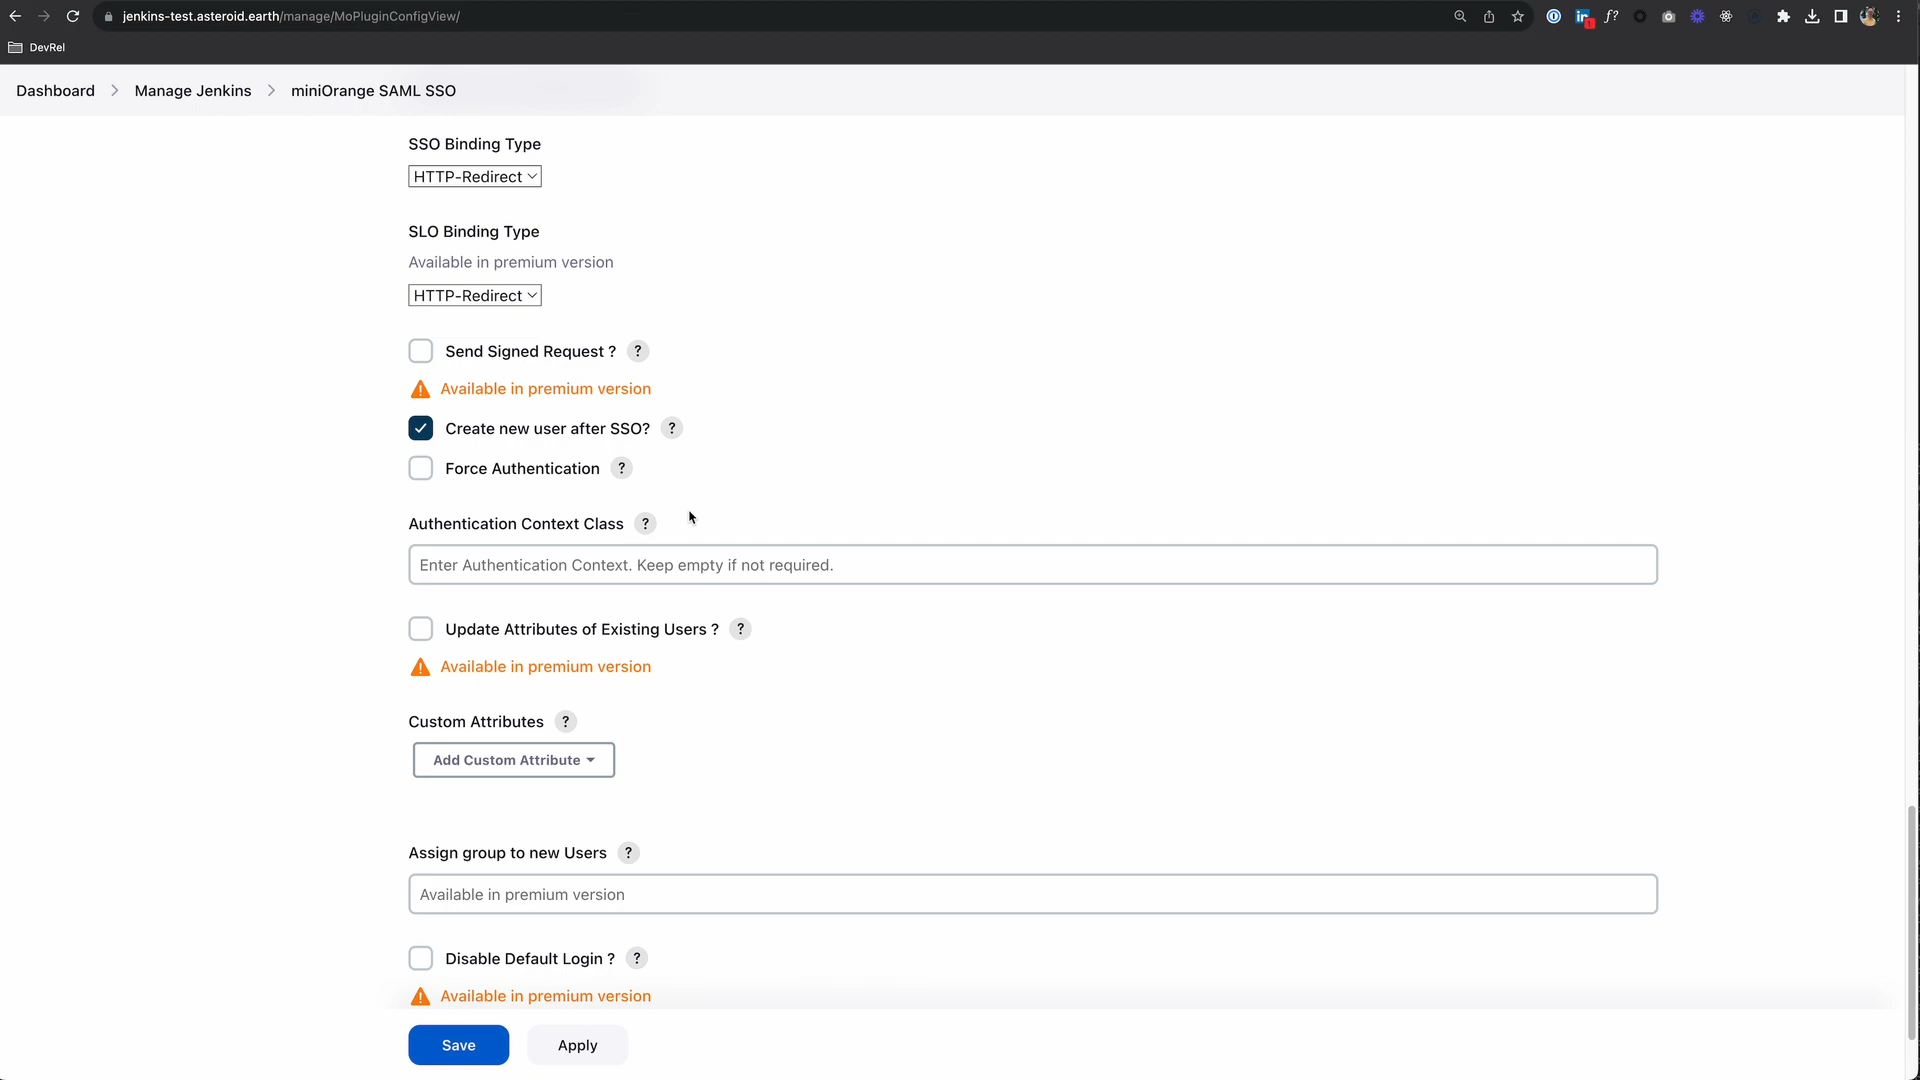 jenkins-test.asteroid.earth/manage/MoPluginConfigView/
DevRel
Dashboard > Manage Jenkins > miniOrange SAML SSO
SSO Binding Type
HTTP-Redirect
SLO Binding Type
Available in premium version
HTTP-Redirect
Send Signed Request ? ?
Available in premium version
Create new user after SSO? ?
Force Authentication ?
Authentication Context Class ?
Enter Authentication Context. Keep empty if not required.
Update Attributes of Existing Users ? ?
Available in premium version
Custom Attributes ?
Add Custom Attribute
Assign group to new Users ?
Available in premium version
Disable Default Login ? ?
Available in premium version
Save Apply